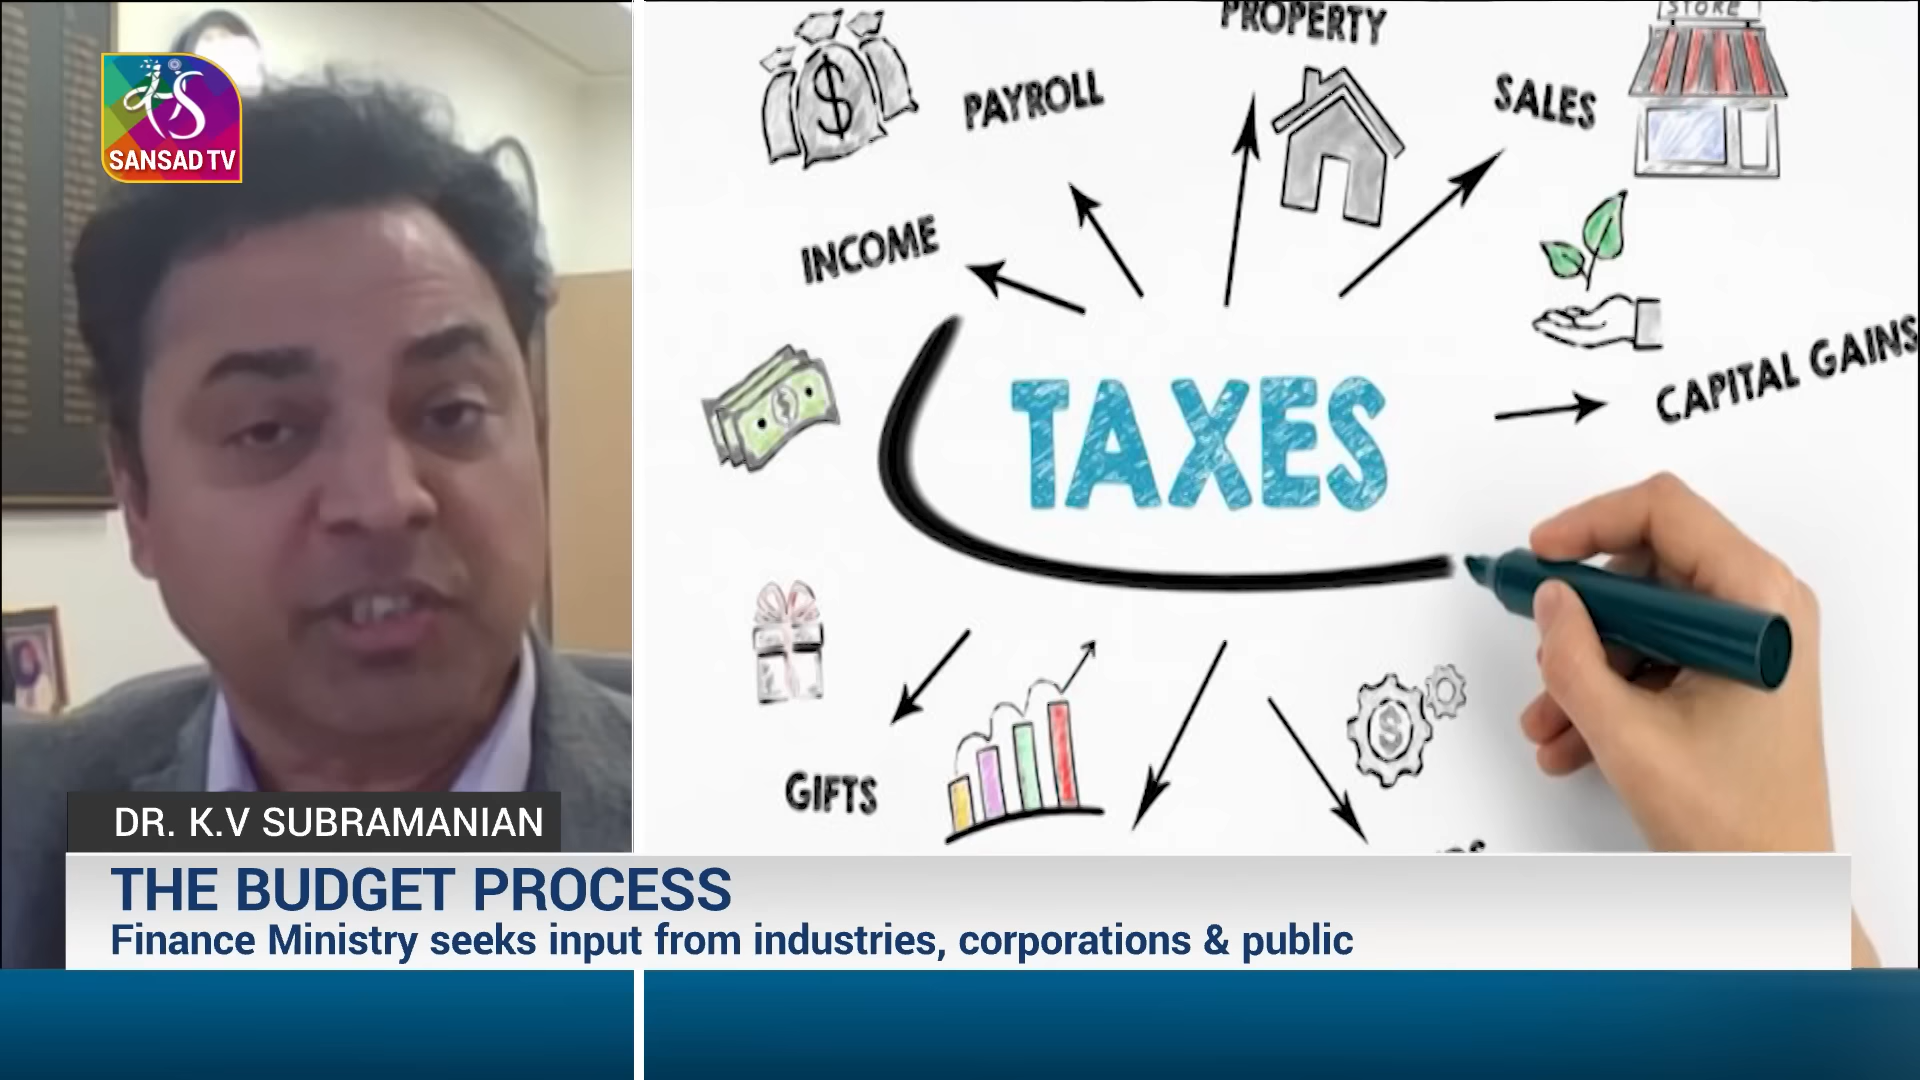 SANSAD TV
PROPERTY
STORE
PAYROLL
SALES
INCOME
CAPITAL GAINS
TAXES
GIFTS
DR. K.V SUBRAMANIAN
THE BUDGET PROCESS
Finance Ministry seeks input from industries, corporations & public